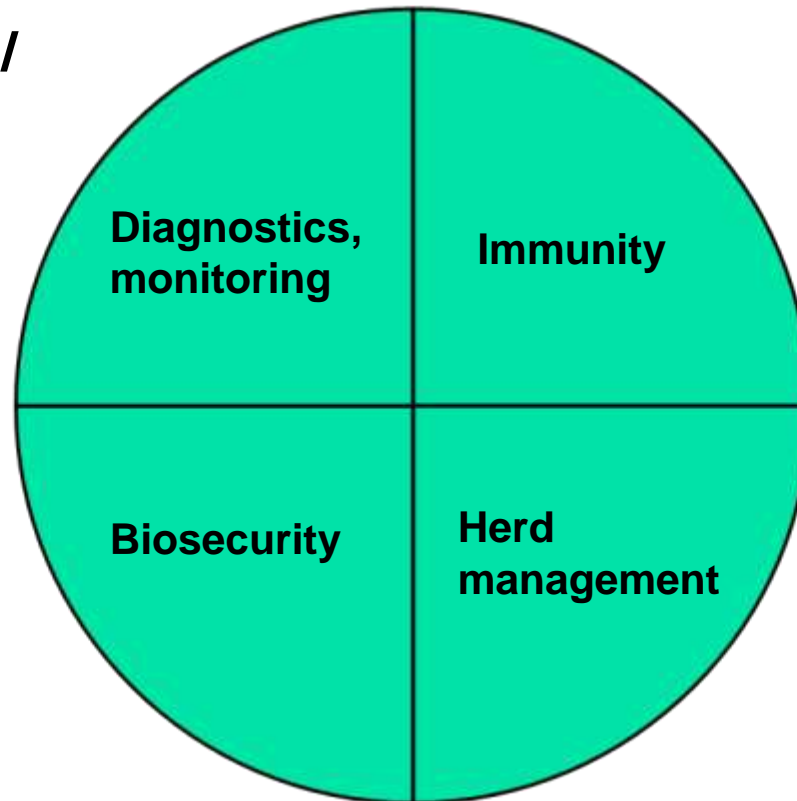 /
Diagnostics,
monitoring
Immunity
Biosecurity
Herd
management